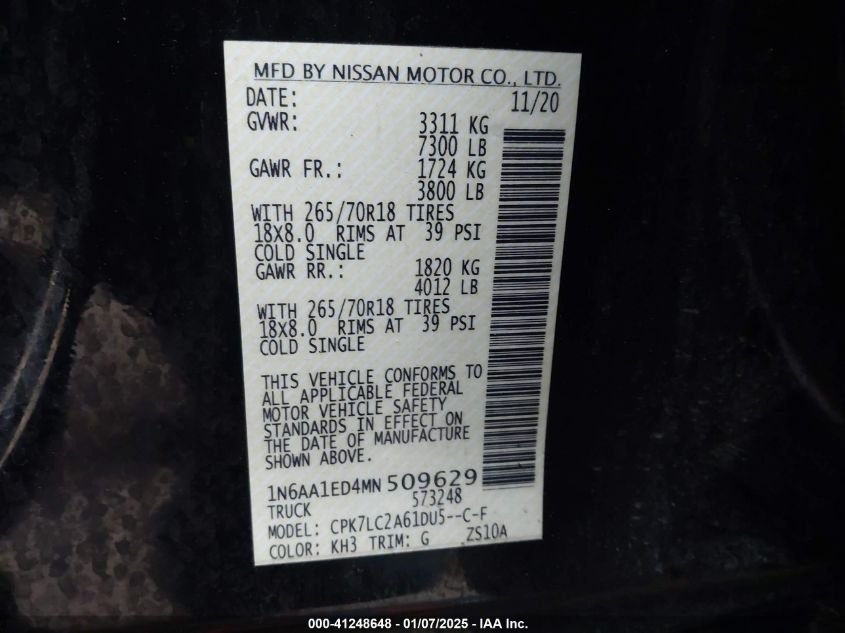 MFD BY NISSAN MOTOR CO., LTD.
DATE: 11/20
GVWR: 3311 KG
7300 LB
GAWR FR.: 1724 KG
3800 LB
WITH 265/70R18 TIRES
18X8.0 RIMS AT 39 PSI
COLD SINGLE
GAWR RR.: 1820 KG
4012 LB
WITH 265/70R18 TIRES
18X8.0 RIMS AT 39 PSI
COLD SINGLE
THIS VEHICLE CONFORMS TO
ALL APPLICABLE FEDERAL
MOTOR VEHICLE SAFETY
STANDARDS IN EFFECT ON
THE DATE OF MANUFACTURE
SHOWN ABOVE.
1N6AA1ED4MN 509629
TRUCK 573248
MODEL: CPK7LC2A61DU5--C-F
COLOR: KH3 TRIM: G ZS10A
000-41248648 - 01/07/2025 - IAA Inc.